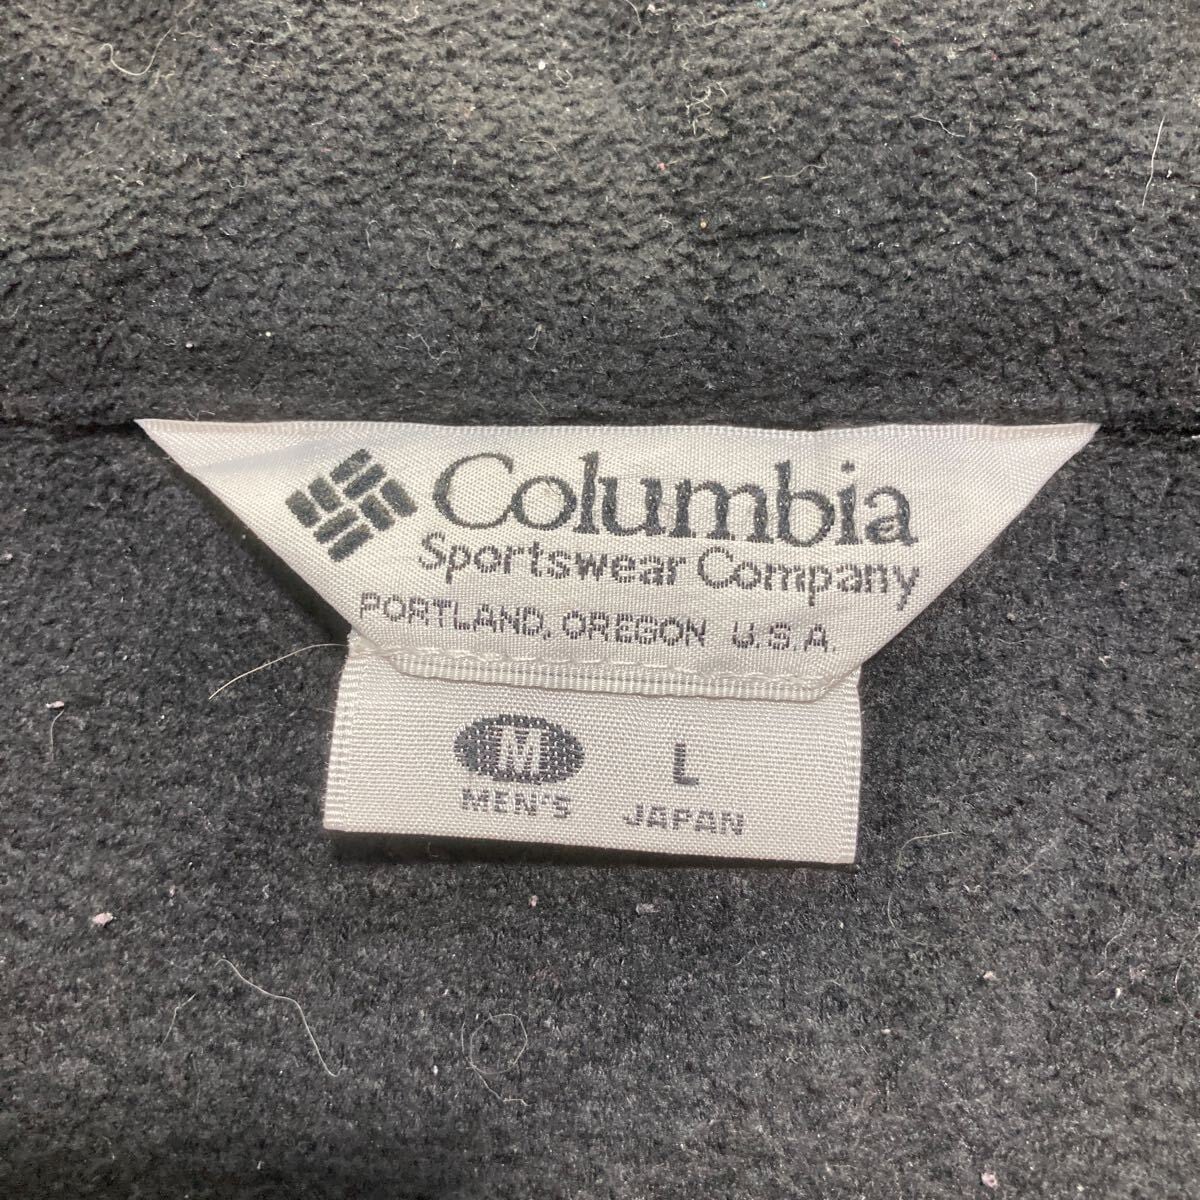 Columbia
Sportswear Company
PORTLAND, OREGON U.S.A.
M L
MEN'S JAPAN